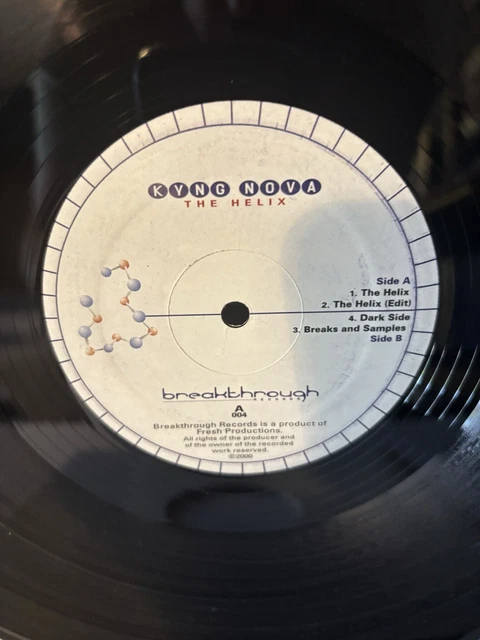 KYNG NOVA
THE HELIX
Side A
1. The Helix
2. The Helix (Edit)
4. Dark Side
3. Breaks and Samples
Side B
breakthrough
RECORDS
A
004
Breakthrough Records is a product of
Fresh Productions.
All rights of the producer and
of the owner of the recorded
work reserved.
©2000